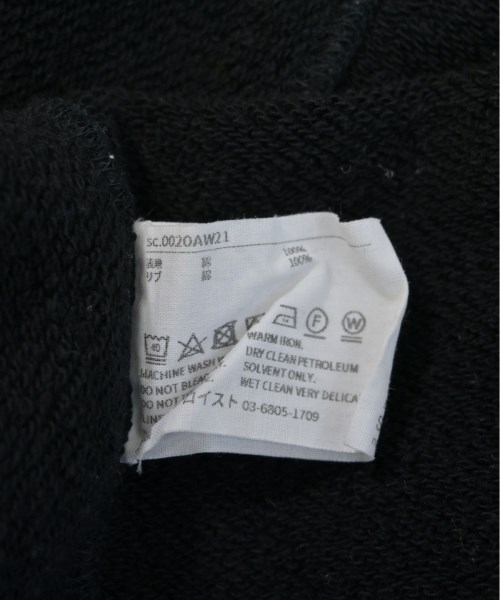 sc.0020AW21
表地 綿 100%
リブ 綿 100%
40 F W
MACHINE WASH
DO NOT
DO NOT
WARM IRON.
DRY CLEAN PETROLEUM
SOLVENT ONLY.
WET CLEAN VERY DELICA
ロイスト 03-6805-1709